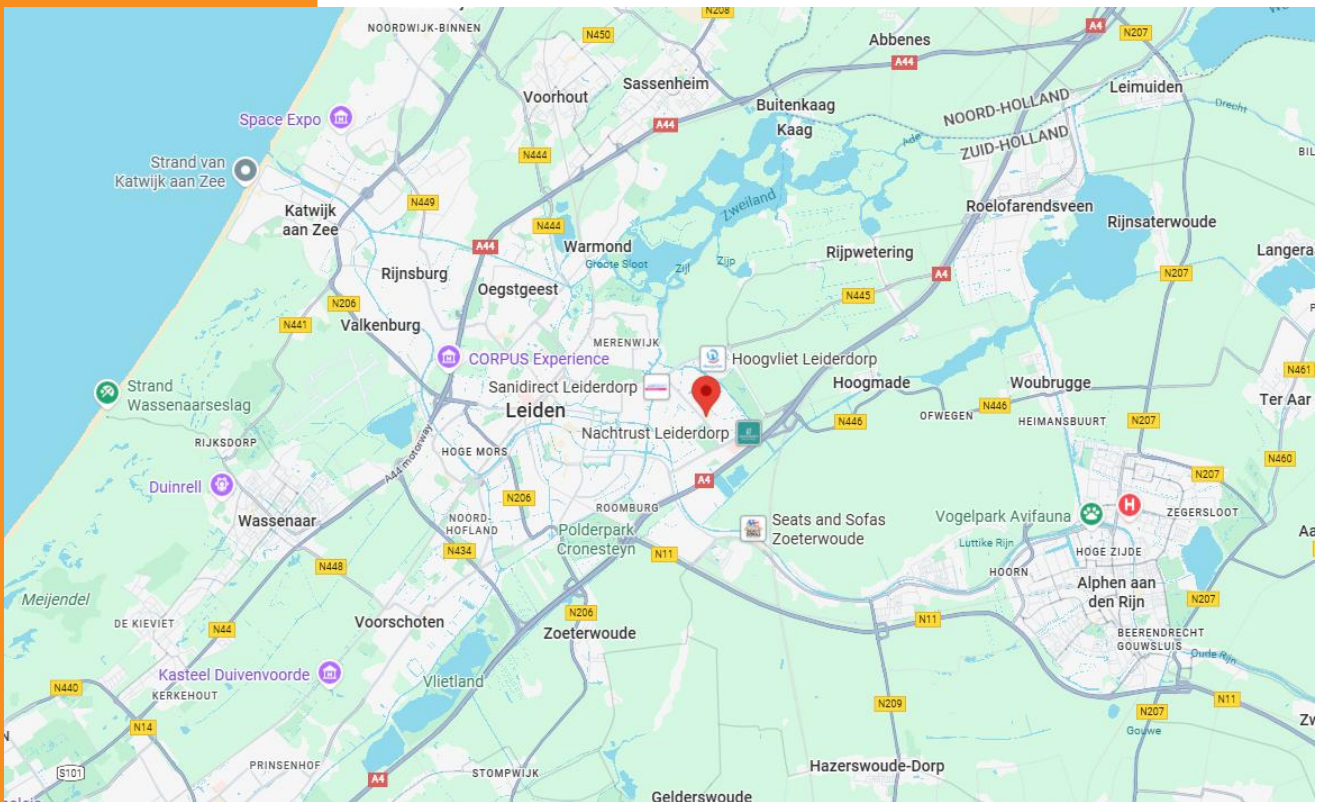 NOORDWIJK-BINNEN
N208
N450
A4
N207
Abbenes
A44
Sassenheim
Voorhout
Leimuiden
Buitenkaag
NOORD-HOLLAND
Drecht
Space Expo
A44
Kaag
Ade
ZUID-HOLLAND
N444
BIL
Strand van
Katwijk aan Zee
Zweiland
N449
Roelofarendsveen
Katwijk
aan Zee
N444
Rijnsaterwoude
A44
Warmond
Rijpwetering
Langera
Groote Sloot
Zijl
Zijp
Rijnsburg
A4
N207
Oegstgeest
N445
N206
N441
Valkenburg
MERENWIJK
CORPUS Experience
Hoogvliet Leiderdorp
N461
Strand
Wassenaarseslag
Sanidirect Leiderdorp
Hoogmade
Woubrugge
Ter Aar
Leiden
N446
OFWEGEN
N446
HEIMANSBUURT
N207
Nachtrust Leiderdorp
RIJKSDORP
HOGE MORS
A44 motorway
N460
N207
Duinrell
A4
N206
ROOMBURG
H
ZEGERSLOOT
Wassenaar
NOORD-
HOFLAND
Polderpark
Cronesteyn
Seats and Sofas
Zoeterwoude
Vogelpark Avifauna
Aa
Luttike Rijn
N434
N11
HOGE ZIJDE
N448
HOORN
Alphen aan
den Rijn
Meijendel
N207
DE KIEVIET
N44
Voorschoten
N206
Zoeterwoude
N11
BEERENDRECHT
GOUWSLUIS
Oude Rijn
Kasteel Duivenvoorde
Vlietland
N440
KERKEHOUT
N209
N11
N207
N14
Gouwe
Zv
S101
PRINSENHOF
A4
STOMPWIJK
Hazerswoude-Dorp
Gelderswoude